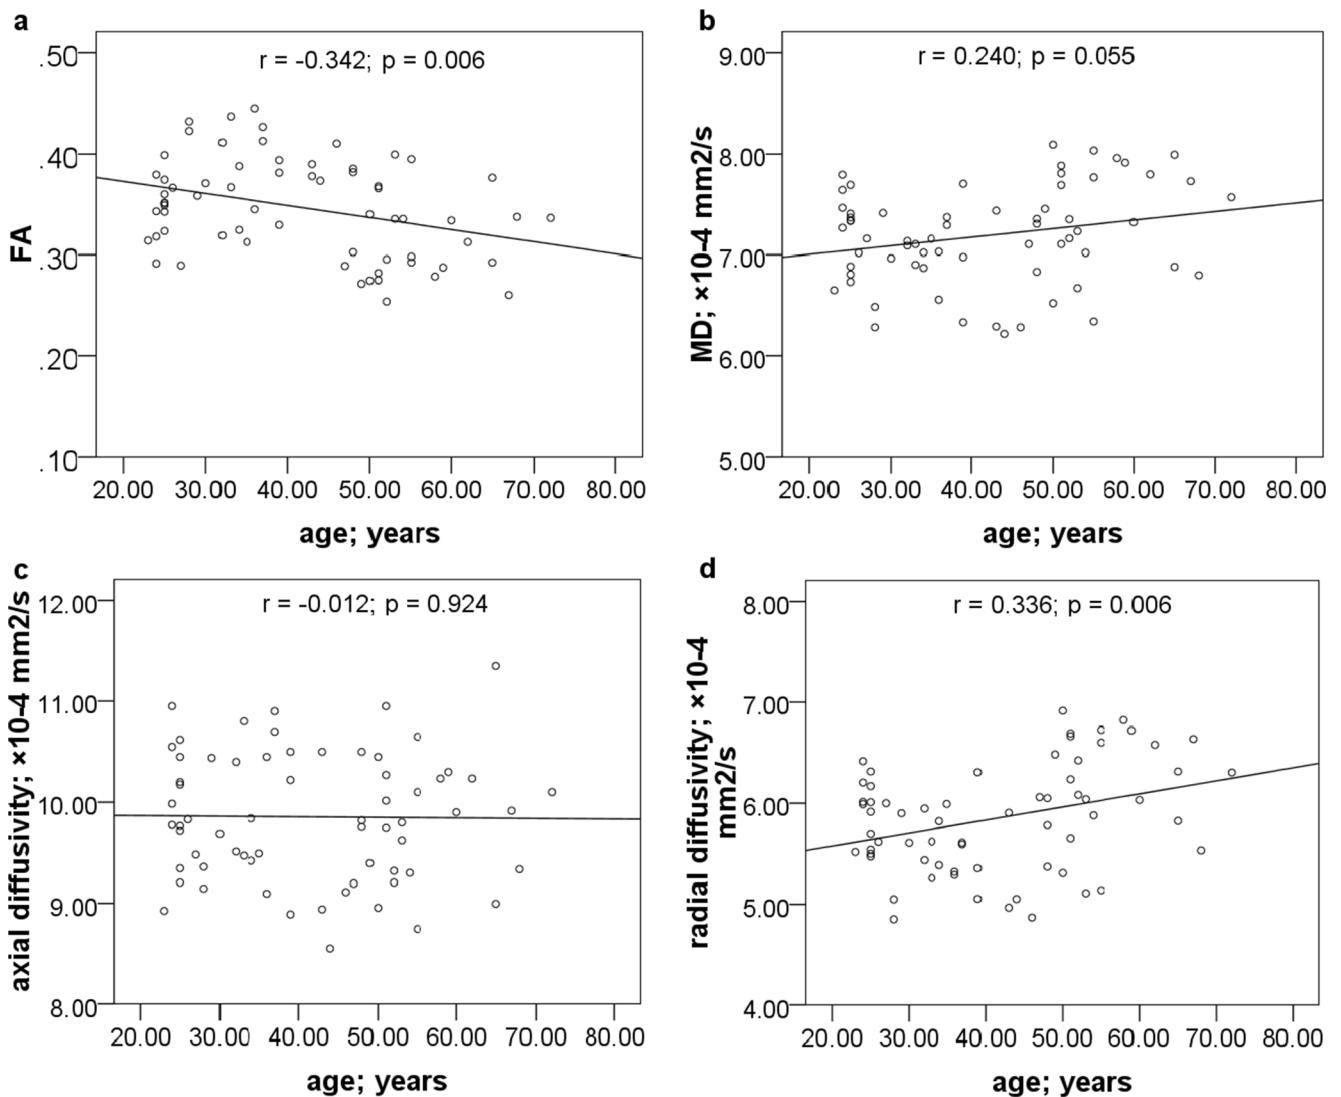 a
r = -0.342; p = 0.006
.50
.40
.30
.20
.10
FA
20.00 30.00 40.00 50.00 60.00 70.00 80.00
age; years
b
r = 0.240; p = 0.055
9.00
8.00
7.00
6.00
5.00
MD; ×10-4 mm2/s
20.00 30.00 40.00 50.00 60.00 70.00 80.00
age; years
c
r = -0.012; p = 0.924
12.00
11.00
10.00
9.00
8.00
axial diffusivity; ×10-4 mm2/s
20.00 30.00 40.00 50.00 60.00 70.00 80.00
age; years
d
r = 0.336; p = 0.006
8.00
7.00
6.00
5.00
4.00
radial diffusivity; ×10-4
mm2/s
20.00 30.00 40.00 50.00 60.00 70.00 80.00
age; years